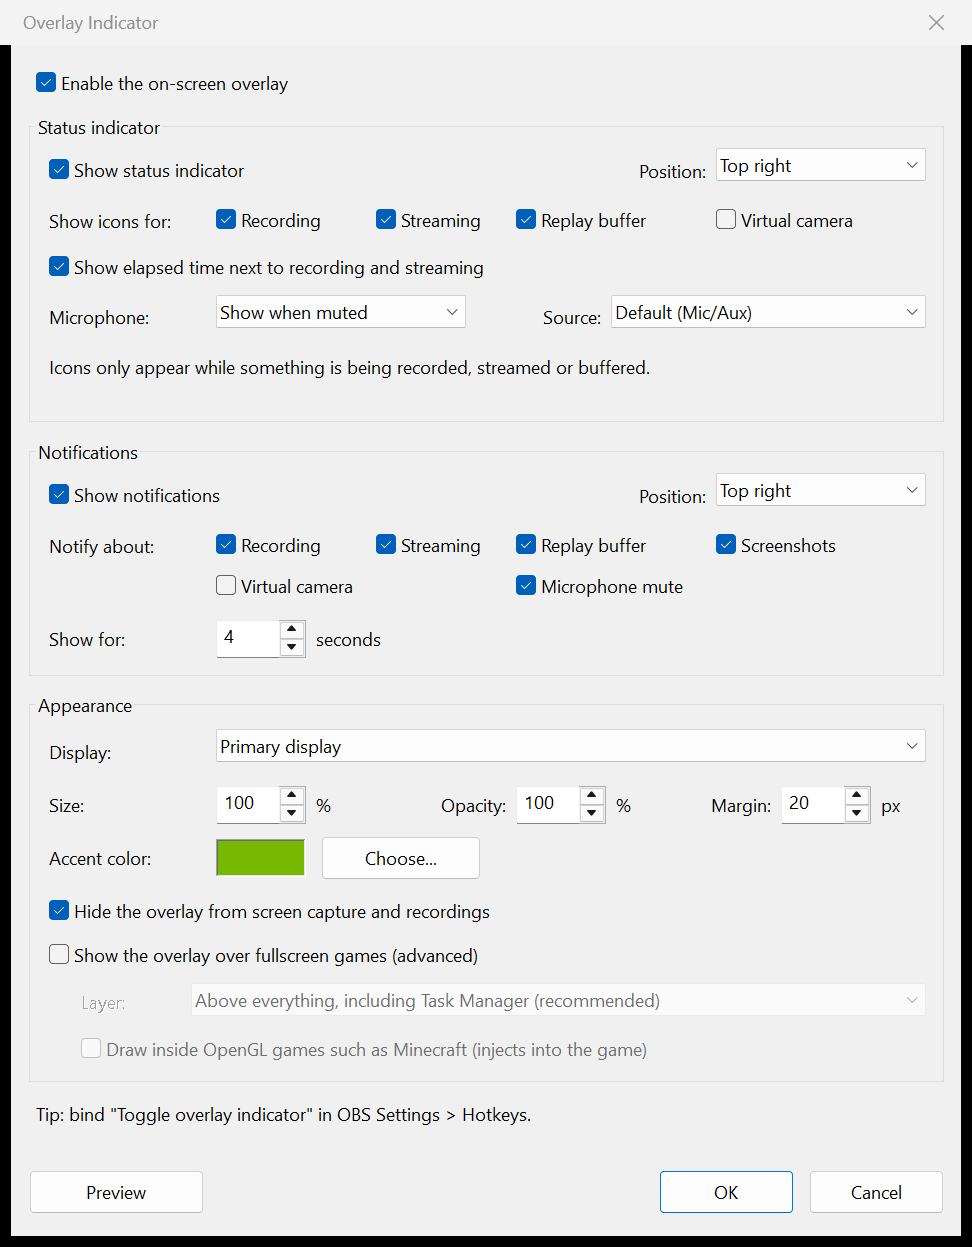 Overlay Indicator
Enable the on-screen overlay
Status indicator
Show status indicator Position: Top right
Show icons for: Recording Streaming Replay buffer Virtual camera
Show elapsed time next to recording and streaming
Microphone: Show when muted Source: Default (Mic/Aux)
Icons only appear while something is being recorded, streamed or buffered.
Notifications
Show notifications Position: Top right
Notify about: Recording Streaming Replay buffer Screenshots
Virtual camera Microphone mute
Show for: 4 seconds
Appearance
Display: Primary display
Size: 100 % Opacity: 100 % Margin: 20 px
Accent color: Choose...
Hide the overlay from screen capture and recordings
Show the overlay over fullscreen games (advanced)
Layer: Above everything, including Task Manager (recommended)
Draw inside OpenGL games such as Minecraft (injects into the game)
Tip: bind "Toggle overlay indicator" in OBS Settings > Hotkeys.
Preview OK Cancel